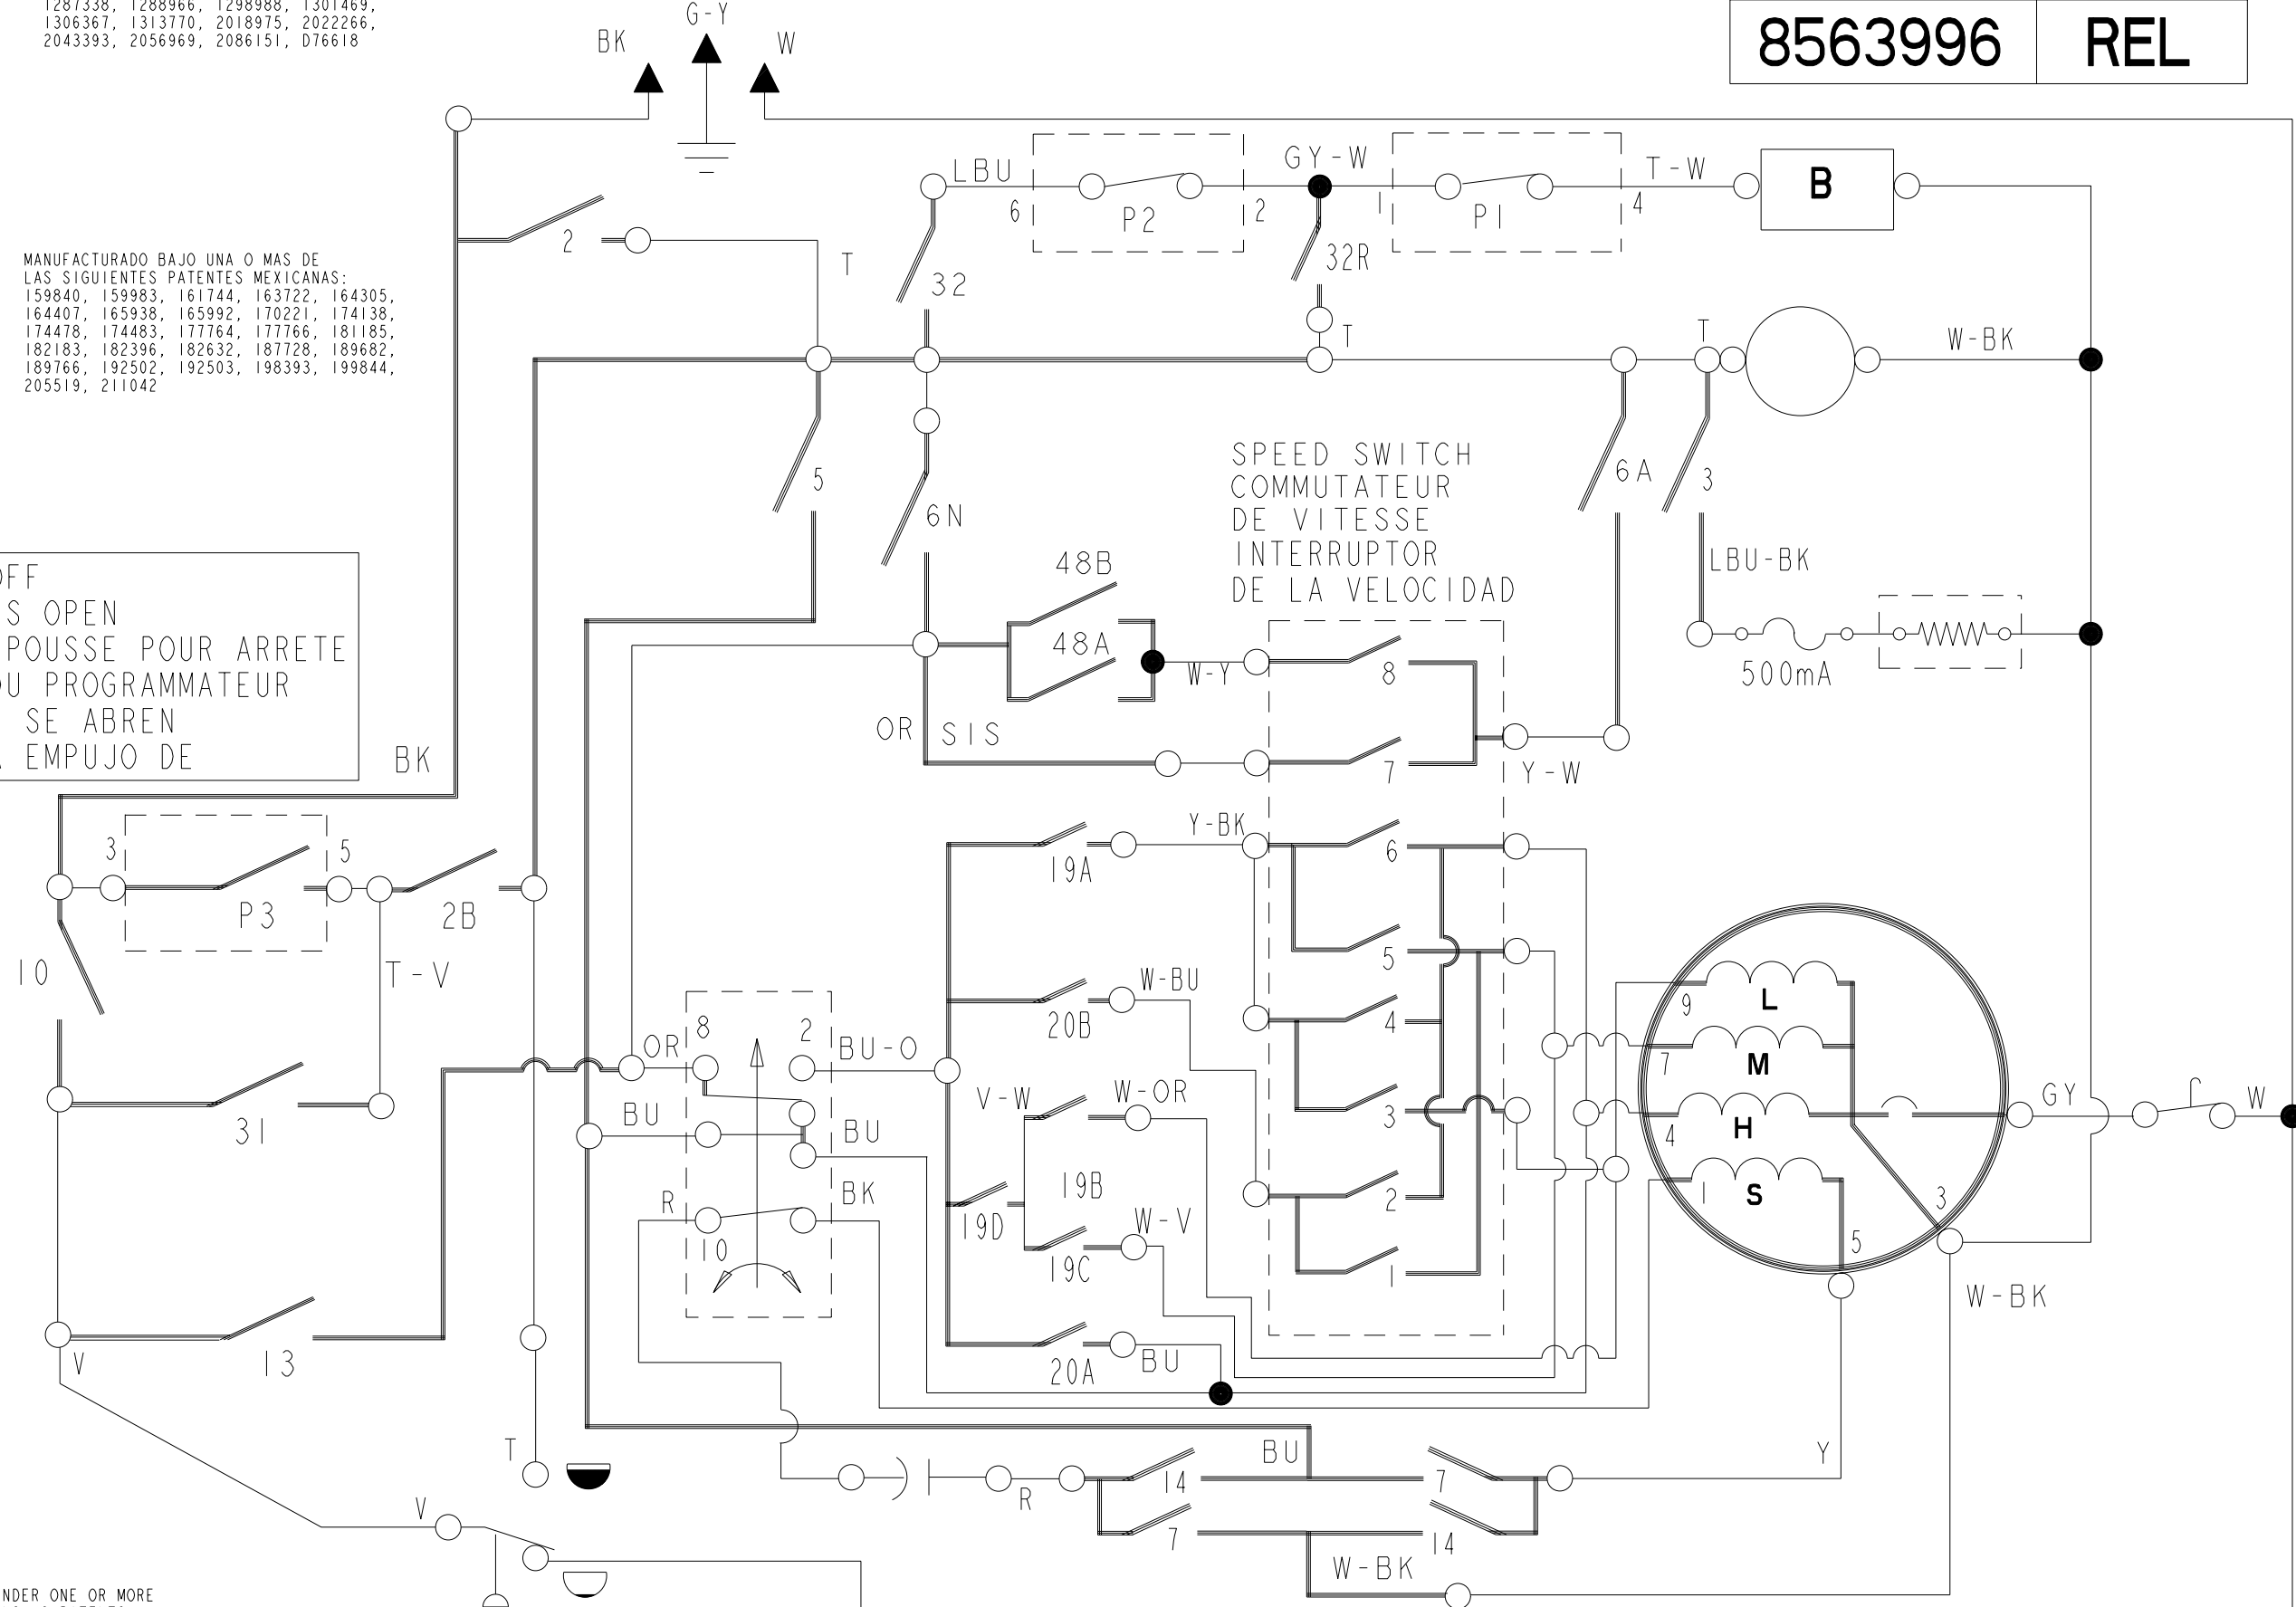 1287338, 1288966, 1298988, 1301469,
1306367, 1313770, 2018975, 2022266,
2043393, 2056969, 2086151, D76618
BK
G-Y
W
8563996
REL
LBU
6
P2
2
GY-W
1
P1
4
T-W
B
2
T
32
32R
T
T
W-BK
MANUFACTURADO BAJO UNA O MAS DE
LAS SIGUIENTES PATENTES MEXICANAS:
159840, 159983, 161744, 163722, 164305,
164407, 165938, 165992, 170221, 174138,
174478, 174483, 177764, 177766, 181185,
182183, 182396, 182632, 187728, 189682,
189766, 192502, 192503, 198393, 199844,
205519, 211042
5
6N
6A
3
SPEED SWITCH
COMMUTATEUR
DE VITESSE
INTERRUPTOR
DE LA VELOCIDAD
LBU-BK
500mA
OFF
S OPEN
POUSSE POUR ARRETE
U PROGRAMMATEUR
SE ABREN
EMPUJO DE
BK
48B
48A
W-Y
8
OR
SIS
7
Y-W
3
5
P3
2B
10
T-V
31
13
V
19A
Y-BK
6
5
20B
W-BU
4
OR
8
2
BU-O
BU
BU
R
BK
10
V-W
W-OR
19B
19D
19C
W-V
20A
BU
3
2
1
9
L
7
M
4
H
1
S
3
5
GY
W
W-BK
T
V
R
14
BU
7
Y
7
14
W-BK
NDER ONE OR MORE